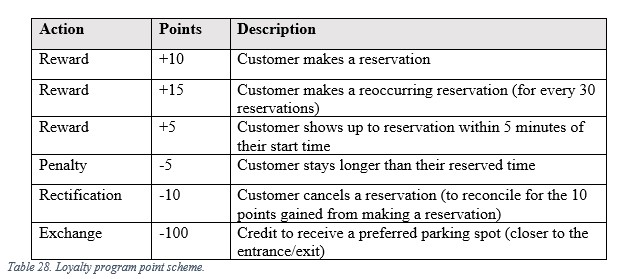 Action Points Description
Reward +10 Customer makes a reservation
Reward +15 Customer makes a reoccurring reservation (for every 30
reservations)
Reward +5 Customer shows up to reservation within 5 minutes of
their start time
Penalty -5 Customer stays longer than their reserved time
Rectification -10 Customer cancels a reservation (to reconcile for the 10
points gained from making a reservation)
Exchange -100 Credit to receive a preferred parking spot (closer to the
entrance/exit)
Table 28. Loyalty program point scheme.